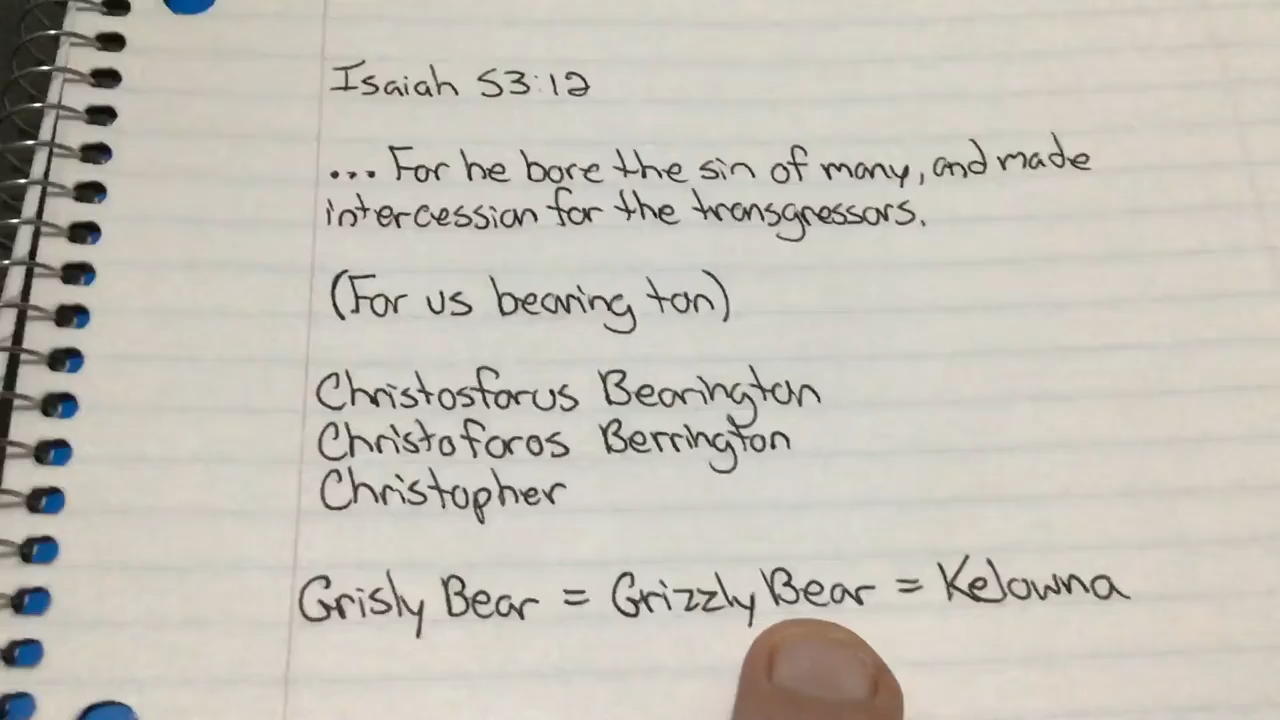 Isaiah 53:12
... For he bore the sin of many, and made
intercession for the transgressors.
(For us bearing ton)
Christosforus Bearington
Christoforos Berrington
Christopher
Grisly Bear = Grizzly Bear = Kelowna